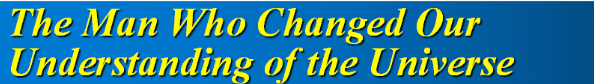 The Man Who Changed Our
Understanding of the Universe